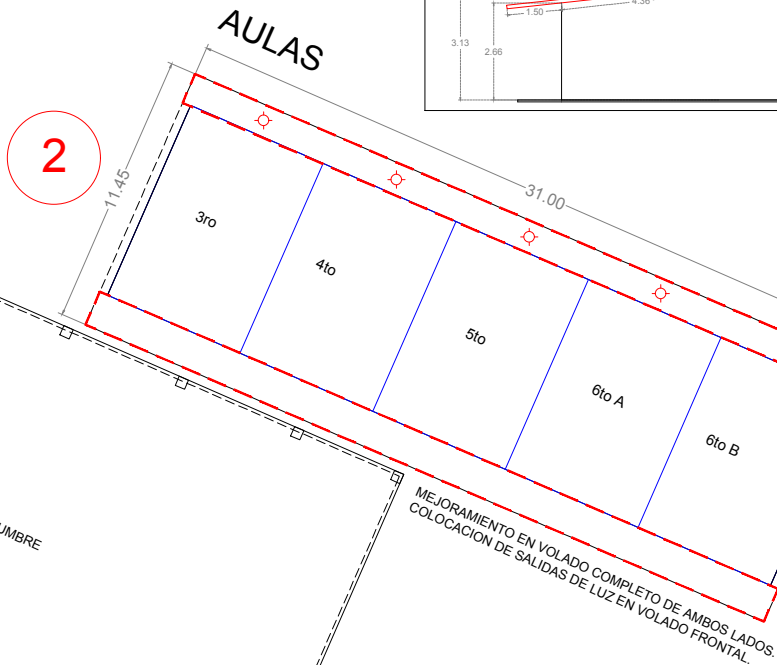 AULAS
1.50
4.36
3.13
2.66
2
11.45
31.00
3ro
4to
5to
6to A
6to B
UMBRE
MEJORAMIENTO EN VOLADO COMPLETO DE AMBOS LADOS.
COLOCACION DE SALIDAS DE LUZ EN VOLADO FRONTAL.